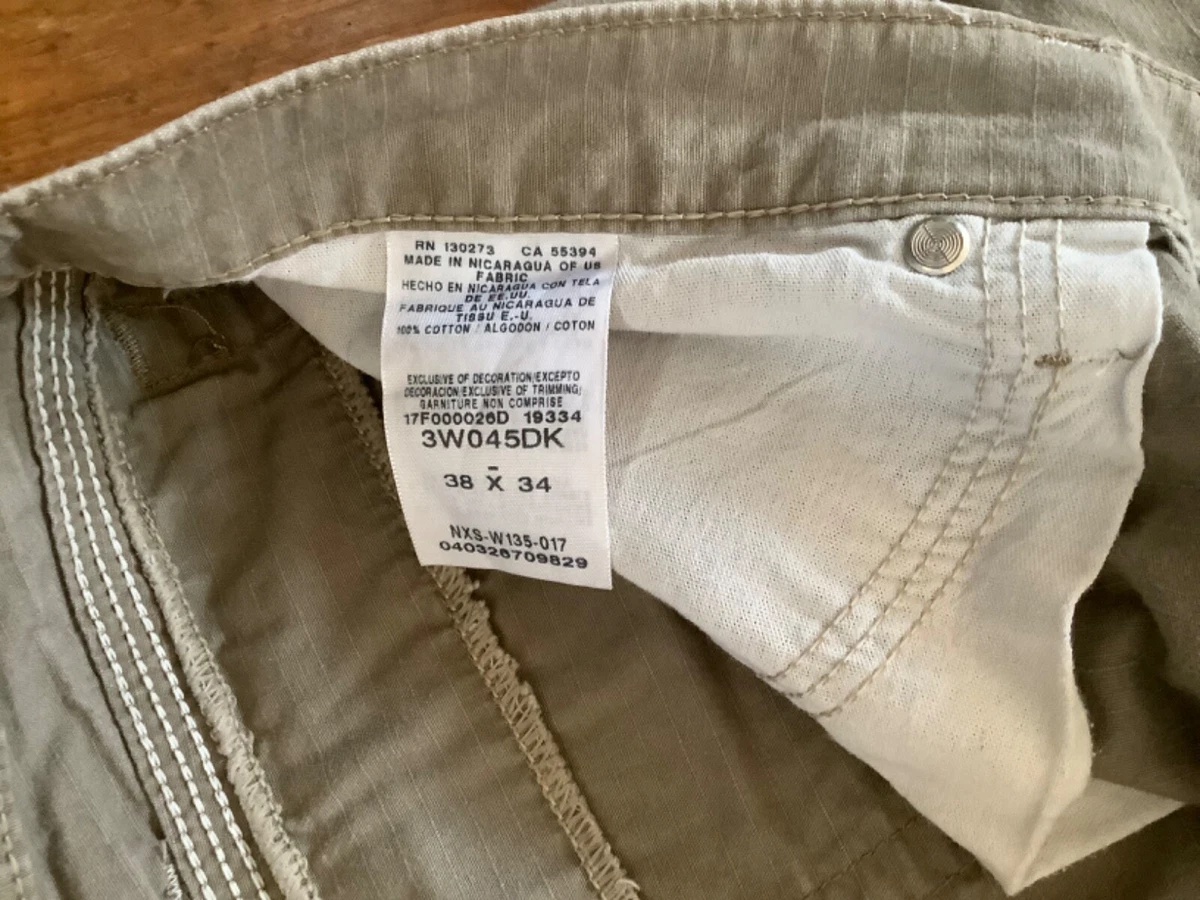 RN 130273 CA 55394
MADE IN NICARAGUA OF US
FABRIC
HECHO EN NICARAGUA CON TELA
DE EE.UU.
FABRIQUE AU NICARAGUA DE
TISSU E.-U.
100% COTTON / ALGODON / COTON
EXCLUSIVE OF DECORATION/EXCEPTO
DECORACION/EXCLUSIVE OF TRIMMING/
GARNITURE NON COMPRISE
17F000026D 19334
3W045DK
-
38 X 34
NXS-W135-017
040326709829